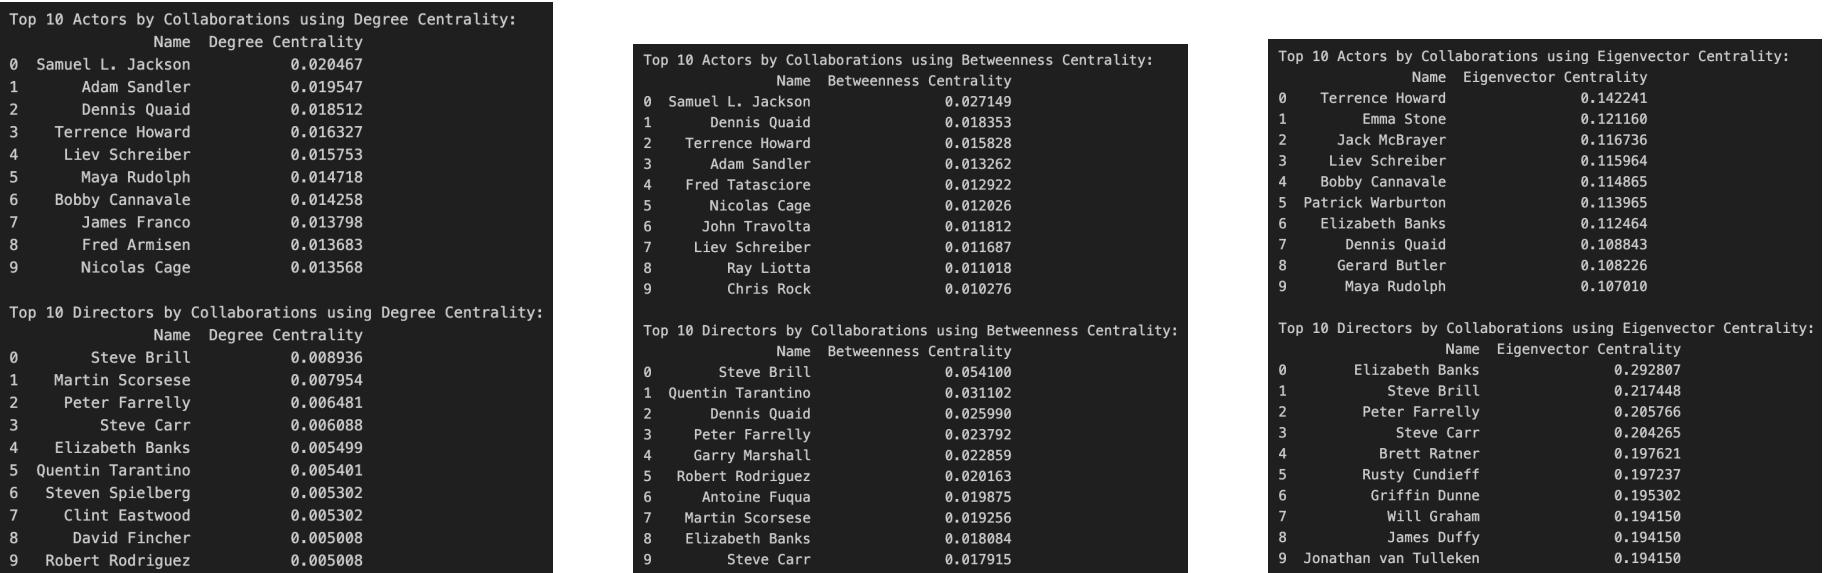 Top 10 Actors by Collaborations using Degree Centrality:
Name Degree Centrality
0 Samuel L. Jackson 0.020467
1 Adam Sandler 0.019547
2 Dennis Quaid 0.018512
3 Terrence Howard 0.016327
4 Liev Schreiber 0.015753
5 Maya Rudolph 0.014718
6 Bobby Cannavale 0.014258
7 James Franco 0.013798
8 Fred Armisen 0.013683
9 Nicolas Cage 0.013568
Top 10 Directors by Collaborations using Degree Centrality:
Name Degree Centrality
0 Steve Brill 0.008936
1 Martin Scorsese 0.007954
2 Peter Farrelly 0.006481
3 Steve Carr 0.006088
4 Elizabeth Banks 0.005499
5 Quentin Tarantino 0.005401
6 Steven Spielberg 0.005302
7 Clint Eastwood 0.005302
8 David Fincher 0.005008
9 Robert Rodriguez 0.005008
Top 10 Actors by Collaborations using Betweenness Centrality:
Name Betweenness Centrality
0 Samuel L. Jackson 0.027149
1 Dennis Quaid 0.018353
2 Terrence Howard 0.015828
3 Adam Sandler 0.013262
4 Fred Tatasciore 0.012922
5 Nicolas Cage 0.012026
6 John Travolta 0.011812
7 Liev Schreiber 0.011687
8 Ray Liotta 0.011018
9 Chris Rock 0.010276
Top 10 Directors by Collaborations using Betweenness Centrality:
Name Betweenness Centrality
0 Steve Brill 0.054100
1 Quentin Tarantino 0.031102
2 Dennis Quaid 0.025990
3 Peter Farrelly 0.023792
4 Garry Marshall 0.022859
5 Robert Rodriguez 0.020163
6 Antoine Fuqua 0.019875
7 Martin Scorsese 0.019256
8 Elizabeth Banks 0.018084
9 Steve Carr 0.017915
Top 10 Actors by Collaborations using Eigenvector Centrality:
Name Eigenvector Centrality
0 Terrence Howard 0.142241
1 Emma Stone 0.121160
2 Jack McBrayer 0.116736
3 Liev Schreiber 0.115964
4 Bobby Cannavale 0.114865
5 Patrick Warburton 0.113965
6 Elizabeth Banks 0.112464
7 Dennis Quaid 0.108843
8 Gerard Butler 0.108226
9 Maya Rudolph 0.107010
Top 10 Directors by Collaborations using Eigenvector Centrality:
Name Eigenvector Centrality
0 Elizabeth Banks 0.292807
1 Steve Brill 0.217448
2 Peter Farrelly 0.205766
3 Steve Carr 0.204265
4 Brett Ratner 0.197621
5 Rusty Cundieff 0.197237
6 Griffin Dunne 0.195302
7 Will Graham 0.194150
8 James Duffy 0.194150
9 Jonathan van Tulleken 0.194150